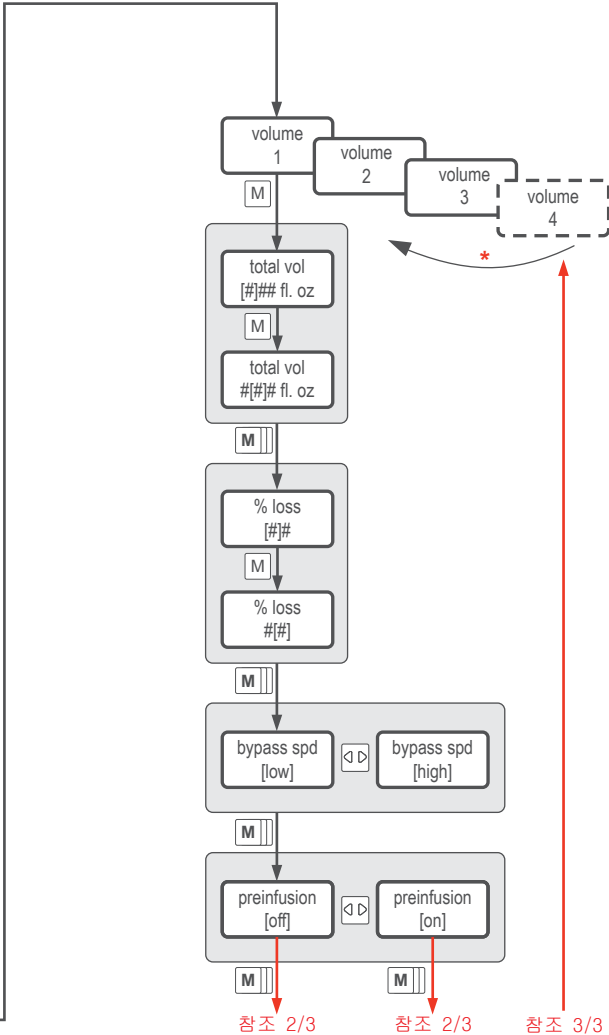 volume
1
volume
2
volume
3
volume
4
M
*
total vol
[#]## fl. oz
M
total vol
#[#]# fl. oz
M
% loss
[#]#
M
% loss
#[#]
M
bypass spd
[low]
bypass spd
[high]
M
preinfusion
[off]
preinfusion
[on]
M
M
참조 2/3
참조 2/3
참조 3/3